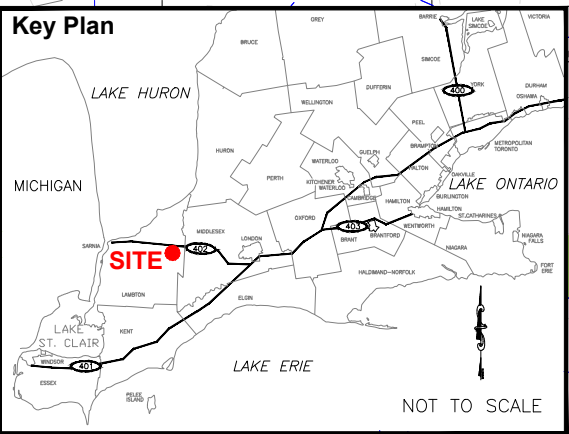 Key Plan
GREY
BARRIE
LAKE
SIMCOE
VICTORIA
BRUCE
SIMCOE
LAKE HURON
DUFFERIN
400
YORK
DURHAM
OSHAWA
WELLINGTON
PEEL
BRAMPTON
METROPOLITAN
TORONTO
HURON
WATERLOO
GUELPH
HALTON
MICHIGAN
PERTH
KITCHENER
WATERLOO
OAKVILLE
LAKE ONTARIO
CAMBRIDGE
HAMILTON
BURLINGTON
HAMILTON
OXFORD
ST.CATHARINES
MIDDLESEX
403
WENTWORTH
SARNIA
402
LONDON
BRANT
BRANTFORD
NIAGARA
FALLS
SITE
NIAGARA
FORT
ERIE
HALDIMAND-NORFOLK
LAMBTON
ELGIN
LAKE
ST. CLAIR
KENT
WINDSOR
401
LAKE ERIE
ESSEX
PELEE
ISLAND
NOT TO SCALE